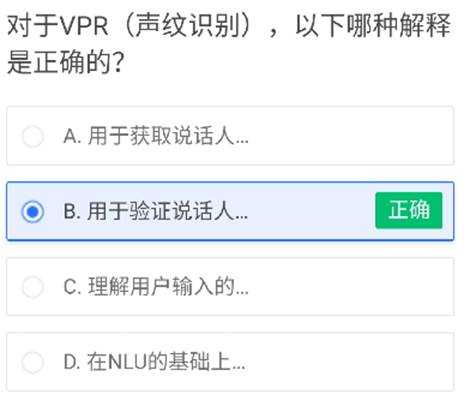 对于VPR（声纹识别），以下哪种解释
是正确的？
A. 用于获取说话人...
B. 用于验证说话人...
正确
C. 理解用户输入的...
D. 在NLU的基础上...